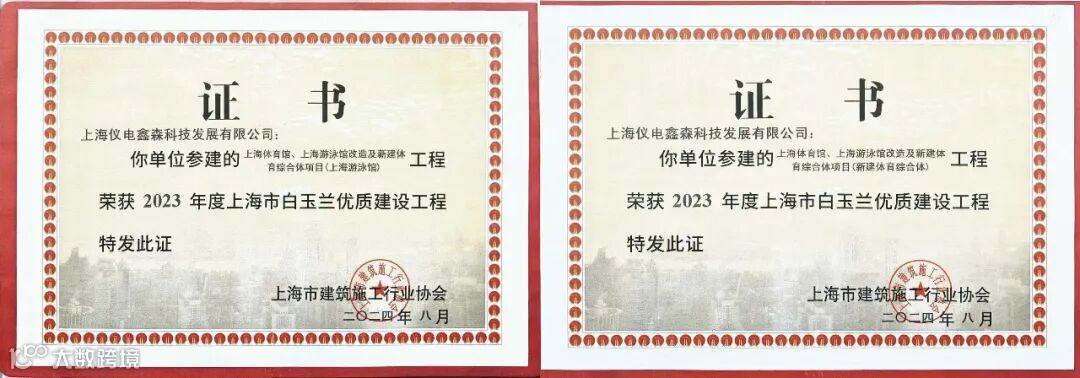 证 书
上海仪电鑫森科技发展有限公司：
你单位参建的 上海体育馆、上海游泳馆改造及新建体 工程
育综合体项目(上海游泳馆)
荣获 2023 年度上海市白玉兰优质建设工程
特发此证
上海市建筑施工行业协会
二〇二四年 八 月
证 书
上海仪电鑫森科技发展有限公司：
你单位参建的 上海体育馆、上海游泳馆改造及新建体 工程
育综合体项目(新建体育综合体)
荣获 2023 年度上海市白玉兰优质建设工程
特发此证
上海市建筑施工行业协会
二〇二四年 八 月
大数跨境